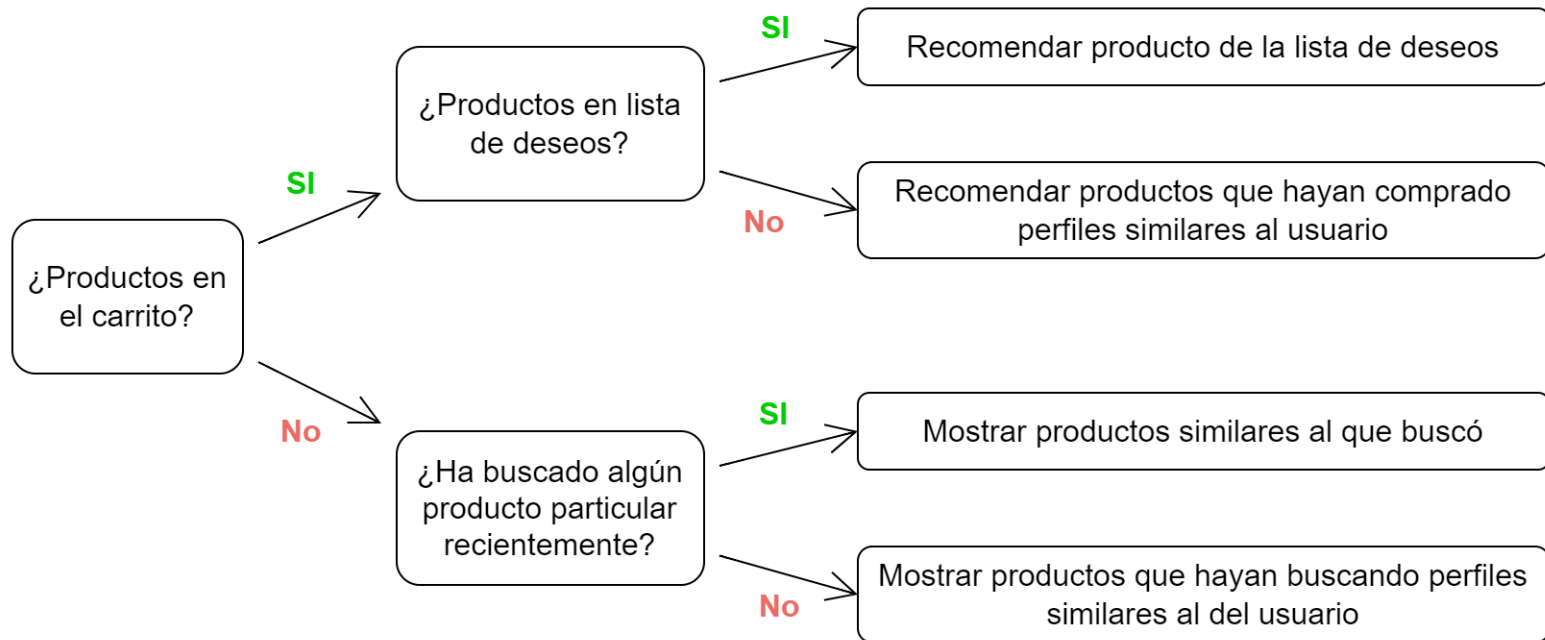 ¿Productos en
el carrito?
SI
No
¿Productos en lista
de deseos?
SI
Recomendar producto de la lista de deseos
No
Recomendar productos que hayan comprado
perfiles similares al usuario
¿Ha buscado algún
producto particular
recientemente?
SI
Mostrar productos similares al que buscó
No
Mostrar productos que hayan buscando perfiles
similares al del usuario